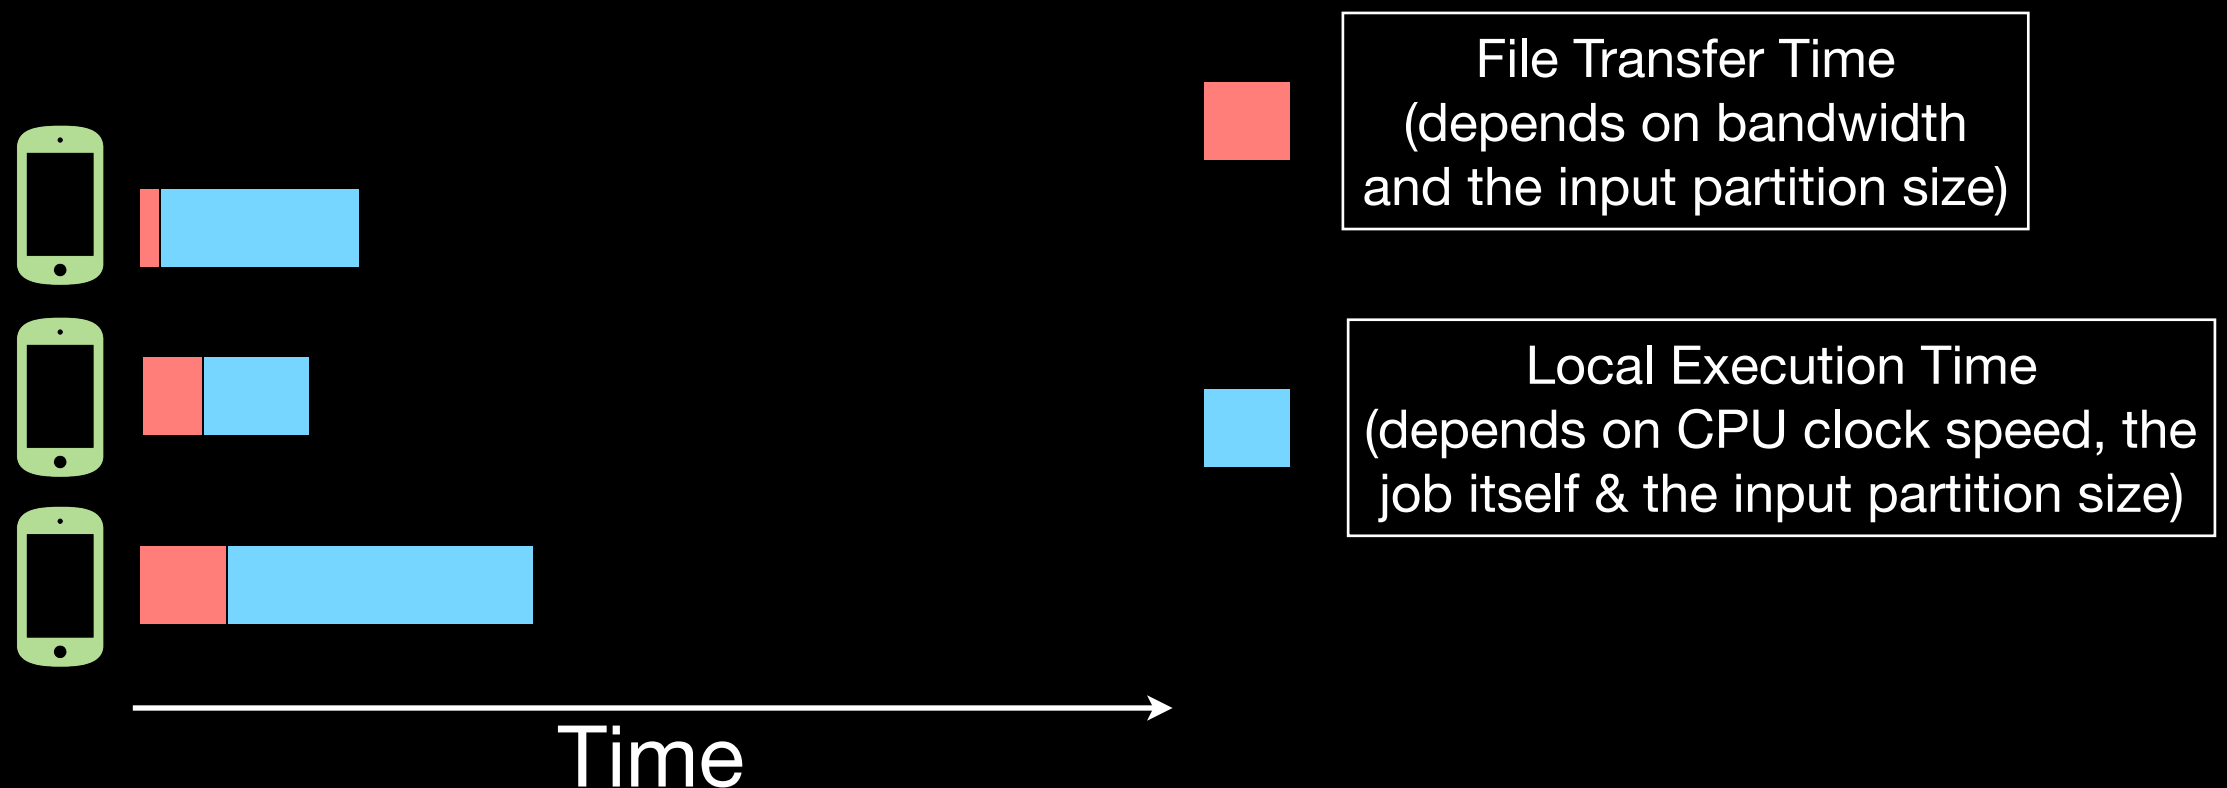 File Transfer Time
(depends on bandwidth
and the input partition size)
Local Execution Time
(depends on CPU clock speed, the
job itself & the input partition size)
Time